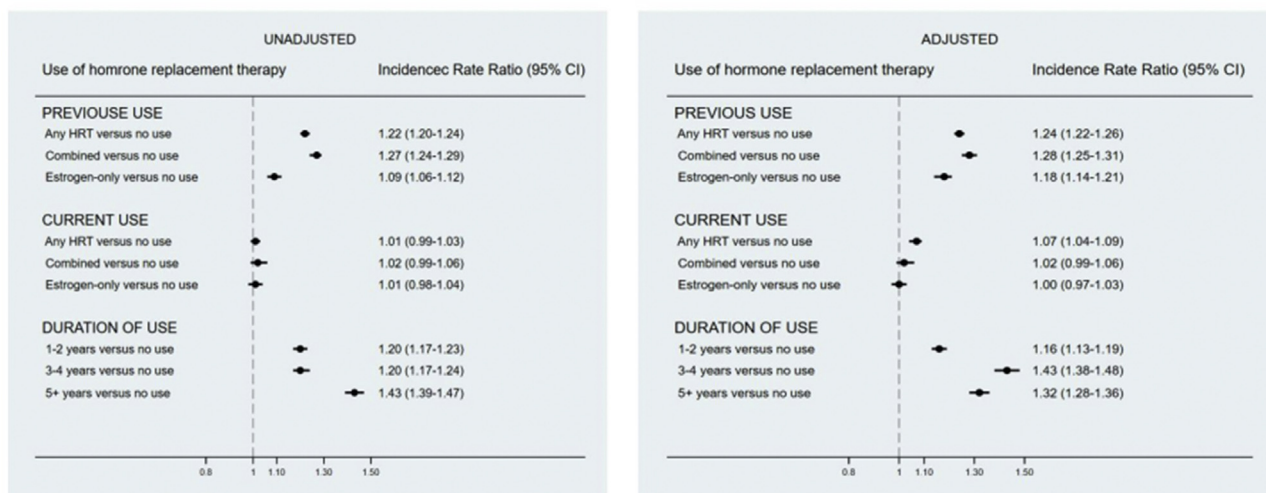 UNADJUSTED
Use of homrone replacement therapy Incidencec Rate Ratio (95% CI)
PREVIOUSE USE
Any HRT versus no use 1.22 (1.20-1.24)
Combined versus no use 1.27 (1.24-1.29)
Estrogen-only versus no use 1.09 (1.06-1.12)
CURRENT USE
Any HRT versus no use 1.01 (0.99-1.03)
Combined versus no use 1.02 (0.99-1.06)
Estrogen-only versus no use 1.01 (0.98-1.04)
DURATION OF USE
1-2 years versus no use 1.20 (1.17-1.23)
3-4 years versus no use 1.20 (1.17-1.24)
5+ years versus no use 1.43 (1.39-1.47)
0.8 1 1.10 1.30 1.50
ADJUSTED
Use of hormone replacement therapy Incidence Rate Ratio (95% CI)
PREVIOUS USE
Any HRT versus no use 1.24 (1.22-1.26)
Combined versus no use 1.28 (1.25-1.31)
Estrogen-only versus no use 1.18 (1.14-1.21)
CURRENT USE
Any HRT versus no use 1.07 (1.04-1.09)
Combined versus no use 1.02 (0.99-1.06)
Estrogen-only versus no use 1.00 (0.97-1.03)
DURATION OF USE
1-2 years versus no use 1.16 (1.13-1.19)
3-4 years versus no use 1.43 (1.38-1.48)
5+ years versus no use 1.32 (1.28-1.36)
0.8 1 1.10 1.30 1.50